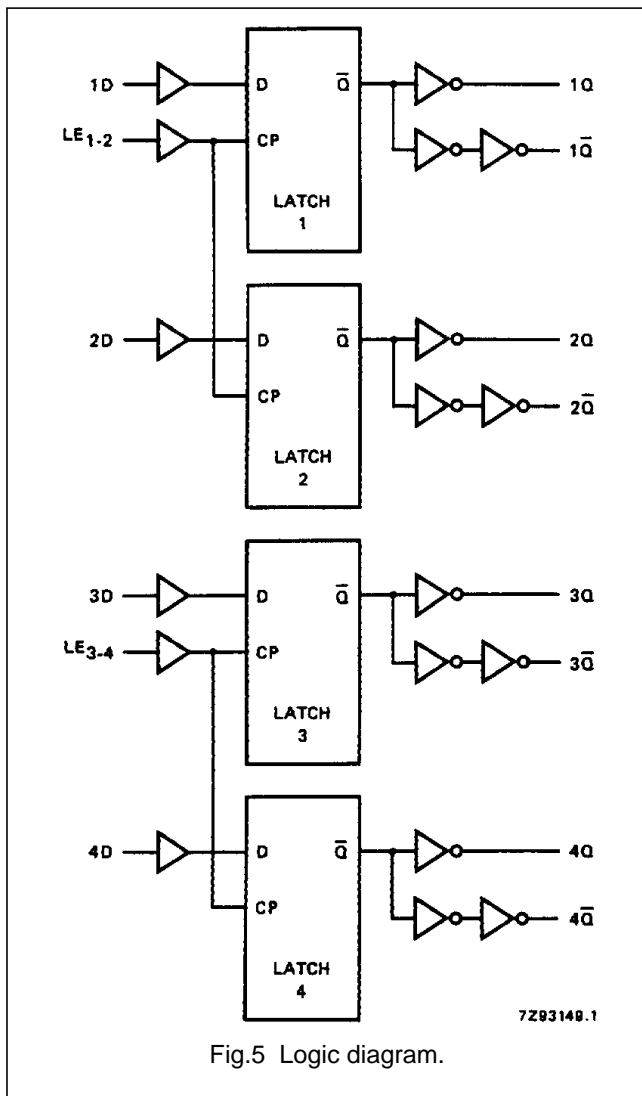 1D D Q̅ 1Q
LE1-2 CP 1Q̅
LATCH
1
2D D Q̅ 2Q
CP 2Q̅
LATCH
2
3D D Q̅ 3Q
LE3-4 CP 3Q̅
LATCH
3
4D D Q̅ 4Q
CP 4Q̅
LATCH
4
7Z93149.1
Fig.5 Logic diagram.